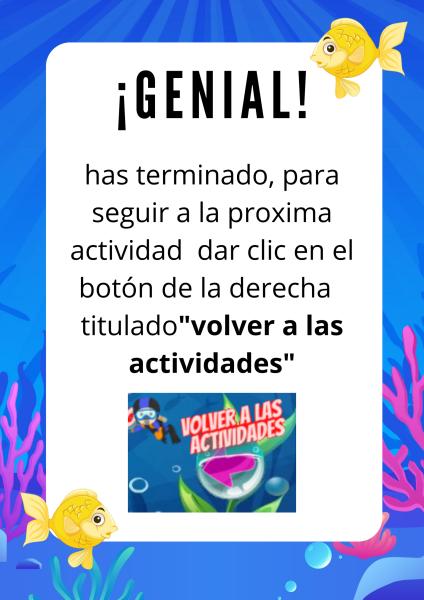 ¡GENIAL!
has terminado, para
seguir a la proxima
actividad dar clic en el
botón de la derecha
titulado"volver a las
actividades"
VOLVER A LAS
ACTIVIDADES